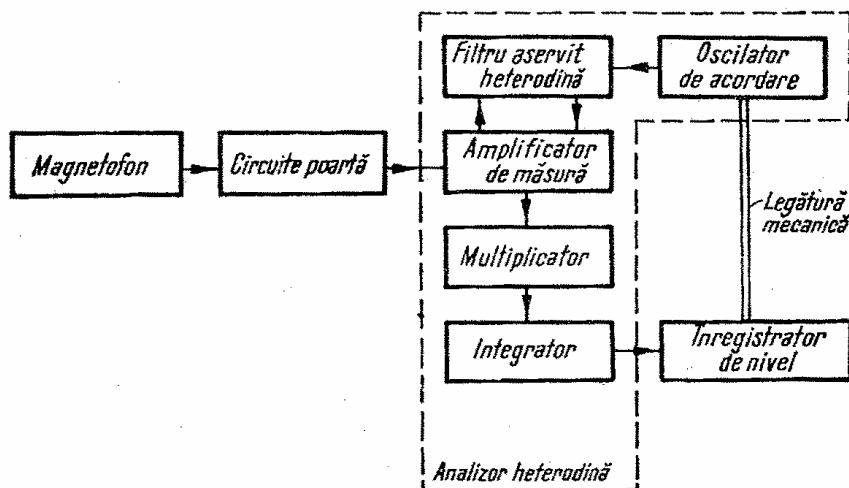 Filtru aservit
heterodină
Oscilator
de acordare
Magnetofon
Circuite poartă
Amplificator
de măsură
Legătură
mecanică
Multiplicator
Integrator
Înregistrator
de nivel
Analizor heterodină